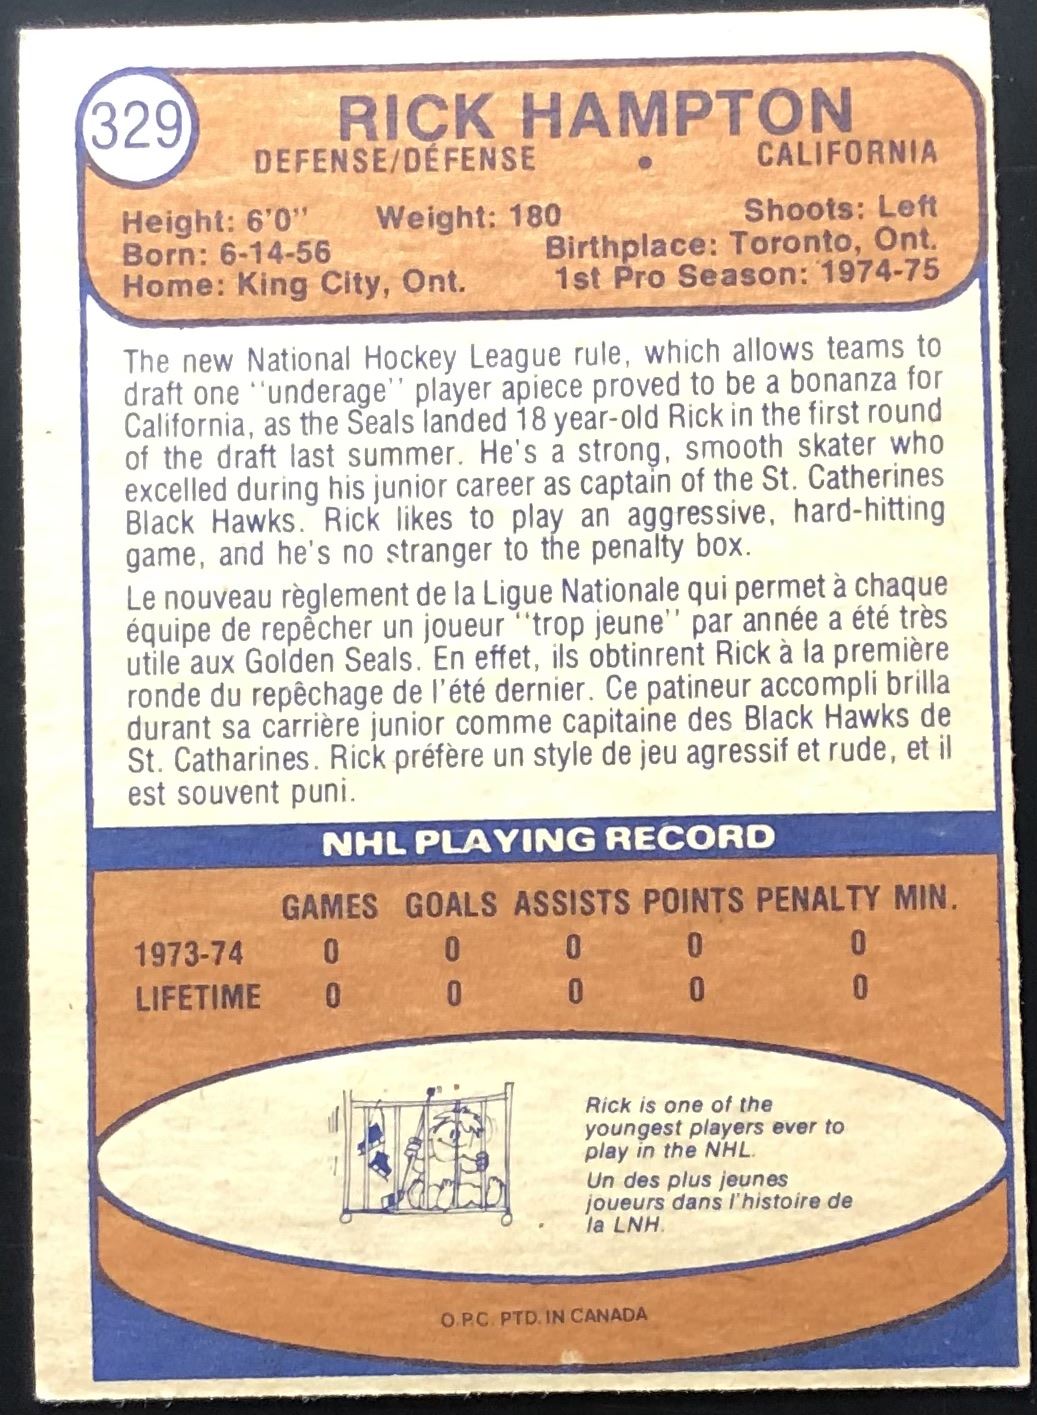 329
RICK HAMPTON
DEFENSE/DÉFENSE • CALIFORNIA
Height: 6'0" Weight: 180 Shoots: Left
Born: 6-14-56 Birthplace: Toronto, Ont.
Home: King City, Ont. 1st Pro Season: 1974-75
The new National Hockey League rule, which allows teams to
draft one "underage" player apiece proved to be a bonanza for
California, as the Seals landed 18 year-old Rick in the first round
of the draft last summer. He's a strong, smooth skater who
excelled during his junior career as captain of the St. Catherines
Black Hawks. Rick likes to play an aggressive, hard-hitting
game, and he's no stranger to the penalty box.
Le nouveau règlement de la Ligue Nationale qui permet à chaque
équipe de repêcher un joueur "trop jeune" par année a été très
utile aux Golden Seals. En effet, ils obtinrent Rick à la première
ronde du repêchage de l'été dernier. Ce patineur accompli brilla
durant sa carrière junior comme capitaine des Black Hawks de
St. Catharines. Rick préfère un style de jeu agressif et rude, et il
est souvent puni.
NHL PLAYING RECORD
GAMES GOALS ASSISTS POINTS PENALTY MIN.
1973-74 0 0 0 0 0
LIFETIME 0 0 0 0 0
Rick is one of the
youngest players ever to
play in the NHL.
Un des plus jeunes
joueurs dans l'histoire de
la LNH.
O.P.C. PTD. IN CANADA